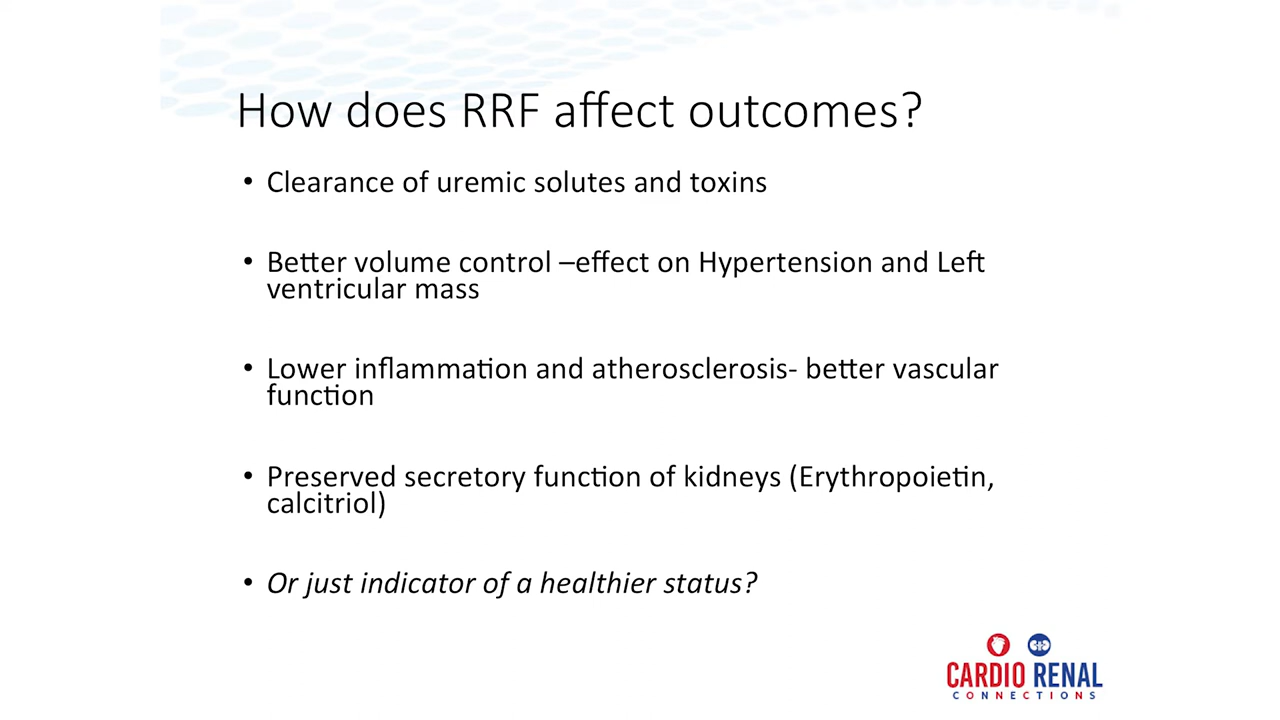 How does RRF affect outcomes?
• Clearance of uremic solutes and toxins
• Better volume control –effect on Hypertension and Left
ventricular mass
• Lower inflammation and atherosclerosis- better vascular
function
• Preserved secretory function of kidneys (Erythropoietin,
calcitriol)
• Or just indicator of a healthier status?
CARDIO RENAL
CONNECTIONS